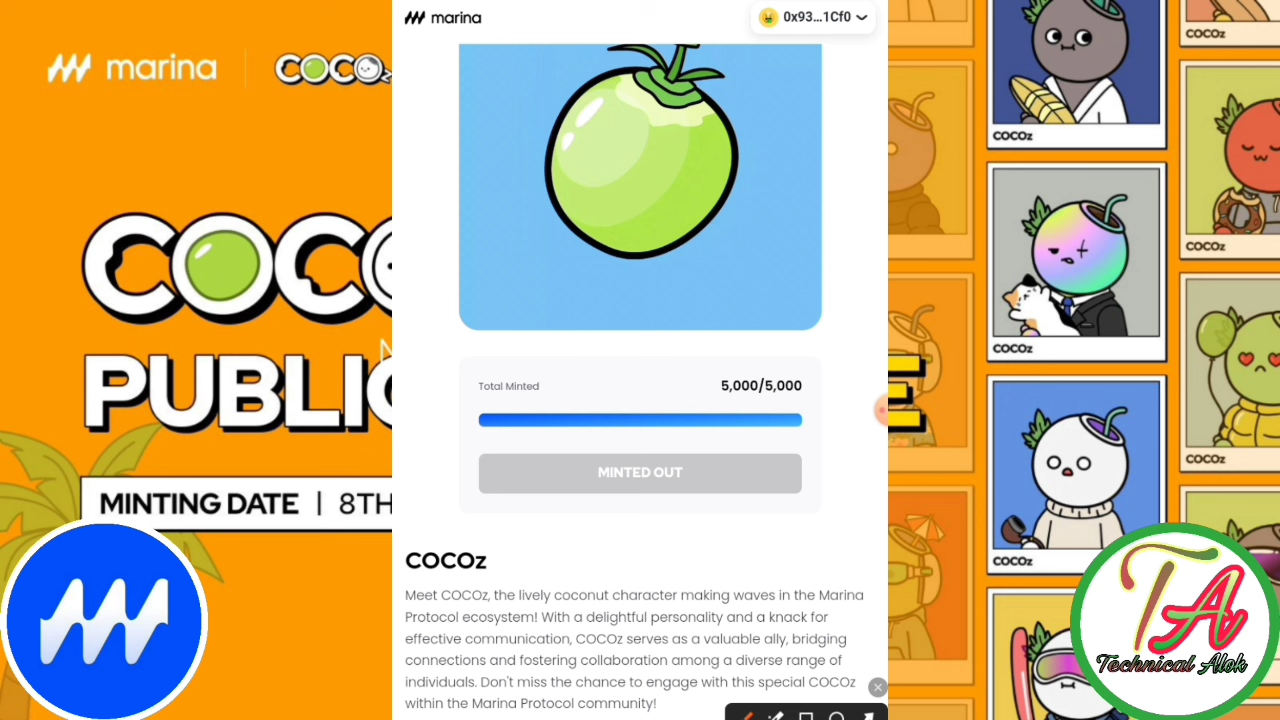 marina
COCOz
COCO
PUBLIC
MINTING DATE | 8TH
marina
0x93...1Cf0
Total Minted
5,000/5,000
MINTED OUT
COCOz
Meet COCOz, the lively coconut character making waves in the Marina
Protocol ecosystem! With a delightful personality and a knack for
effective communication, COCOz serves as a valuable ally, bridging
connections and fostering collaboration among a diverse range of
individuals. Don't miss the chance to engage with this special COCOz
within the Marina Protocol community!
E
COCOz
COCOz
COCOz
COCOz
COCOz
COCOz
COCOz
TA
Technical Alok